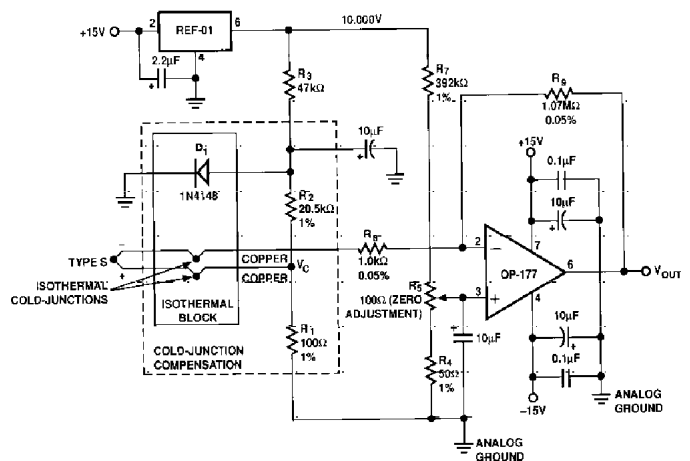 +15V
2
REF-01
6
4
2.2μF
+
10.000V
R3
47kΩ
R7
392kΩ
1%
R9
1.07MΩ
0.05%
10μF
+
D1
1N4148
R2
20.5kΩ
1%
+15V
0.1μF
10μF
+
TYPE S
–
+
COPPER
COPPER
VC
ISOTHERMAL
COLD-JUNCTIONS
ISOTHERMAL
BLOCK
COLD-JUNCTION
COMPENSATION
R1
100Ω
1%
R8
1.0kΩ
0.05%
R5
100Ω (ZERO
ADJUSTMENT)
2
–
3
+
7
OP-177
4
6
VOUT
+
10μF
R4
50Ω
1%
10μF
+
0.1μF
–15V
ANALOG
GROUND
ANALOG
GROUND